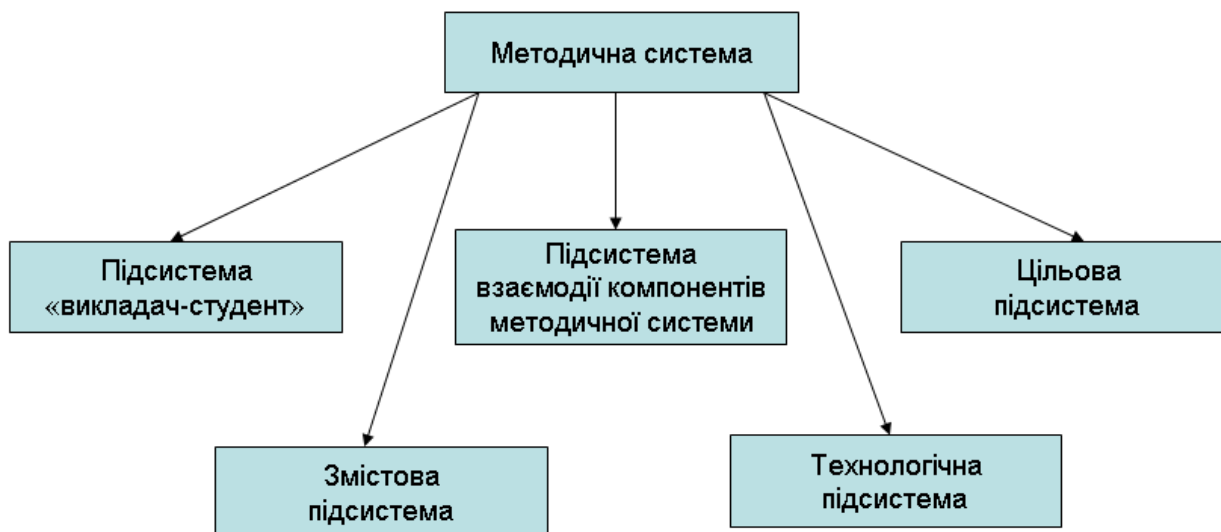 Методична система
Підсистема
«викладач-студент»
Підсистема
взаємодії компонентів
методичної системи
Цільова
підсистема
Змістова
підсистема
Технологічна
підсистема